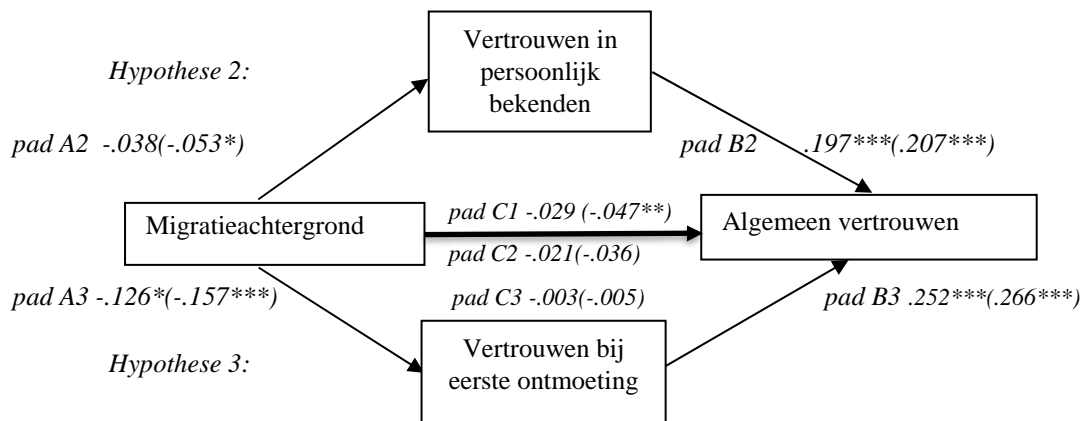 Vertrouwen in
persoonlijk
bekenden
Hypothese 2:
pad A2 -.038(-.053*)
pad B2 .197***(.207***)
Migratieachtergrond
pad C1 -.029 (-.047**)
pad C2 -.021(-.036)
Algemeen vertrouwen
pad A3 -.126*(-.157***)
pad C3 -.003(-.005)
pad B3 .252***(.266***)
Hypothese 3:
Vertrouwen bij
eerste ontmoeting